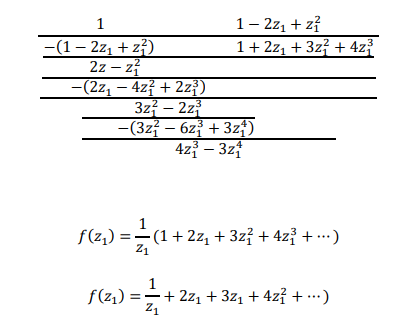 1 1 − 2z₁ + z₁²
−(1 − 2z₁ + z₁²) 1 + 2z₁ + 3z₁² + 4z₁³
2z − z₁²
−(2z₁ − 4z₁² + 2z₁³)
3z₁² − 2z₁³
−(3z₁² − 6z₁³ + 3z₁⁴)
4z₁³ − 3z₁⁴
f(z₁) = 1/z₁ (1 + 2z₁ + 3z₁² + 4z₁³ + ⋯ )
f(z₁) = 1/z₁ + 2z₁ + 3z₁ + 4z₁² + ⋯ )